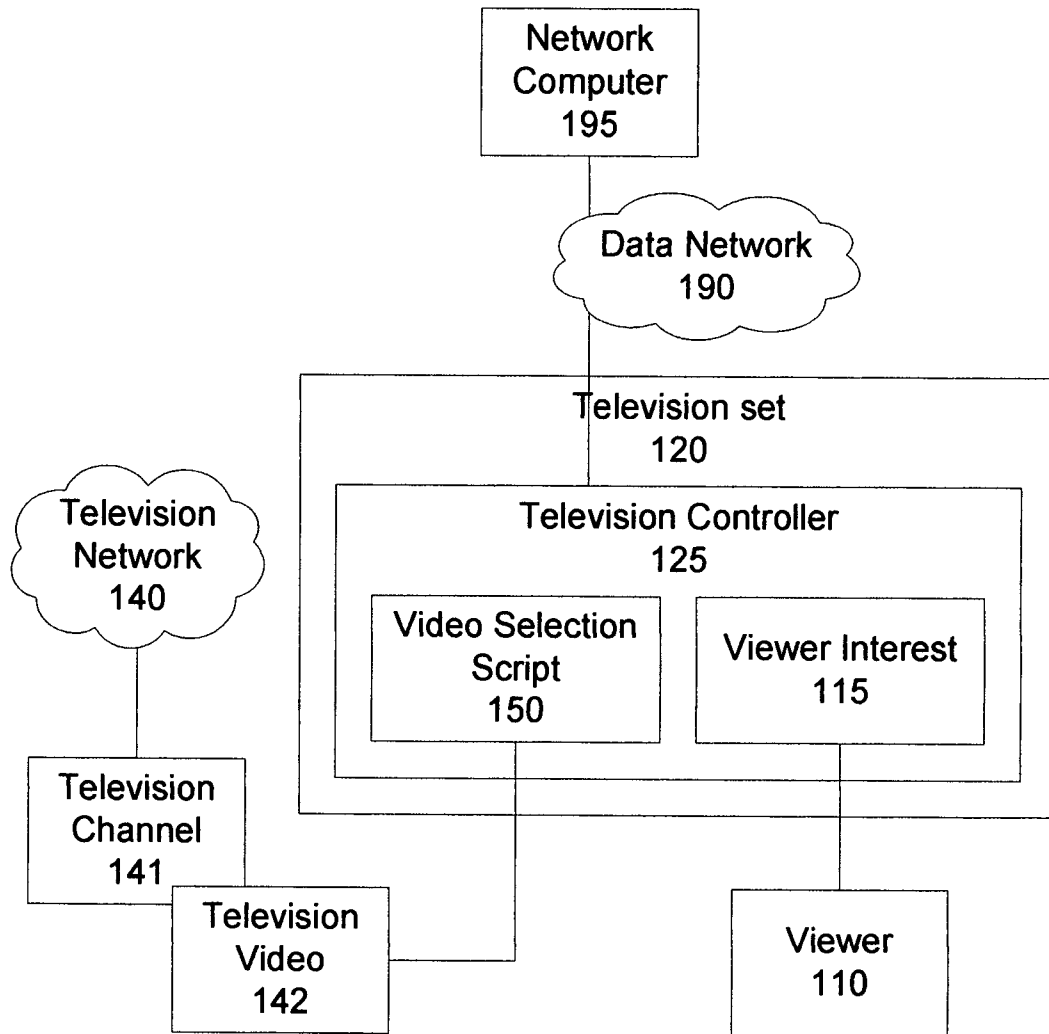 Network
Computer
195
Data Network
190
Television set
120
Television
Network
140
Television Controller
125
Video Selection
Script
150
Viewer Interest
115
Television
Channel
141
Television
Video
142
Viewer
110